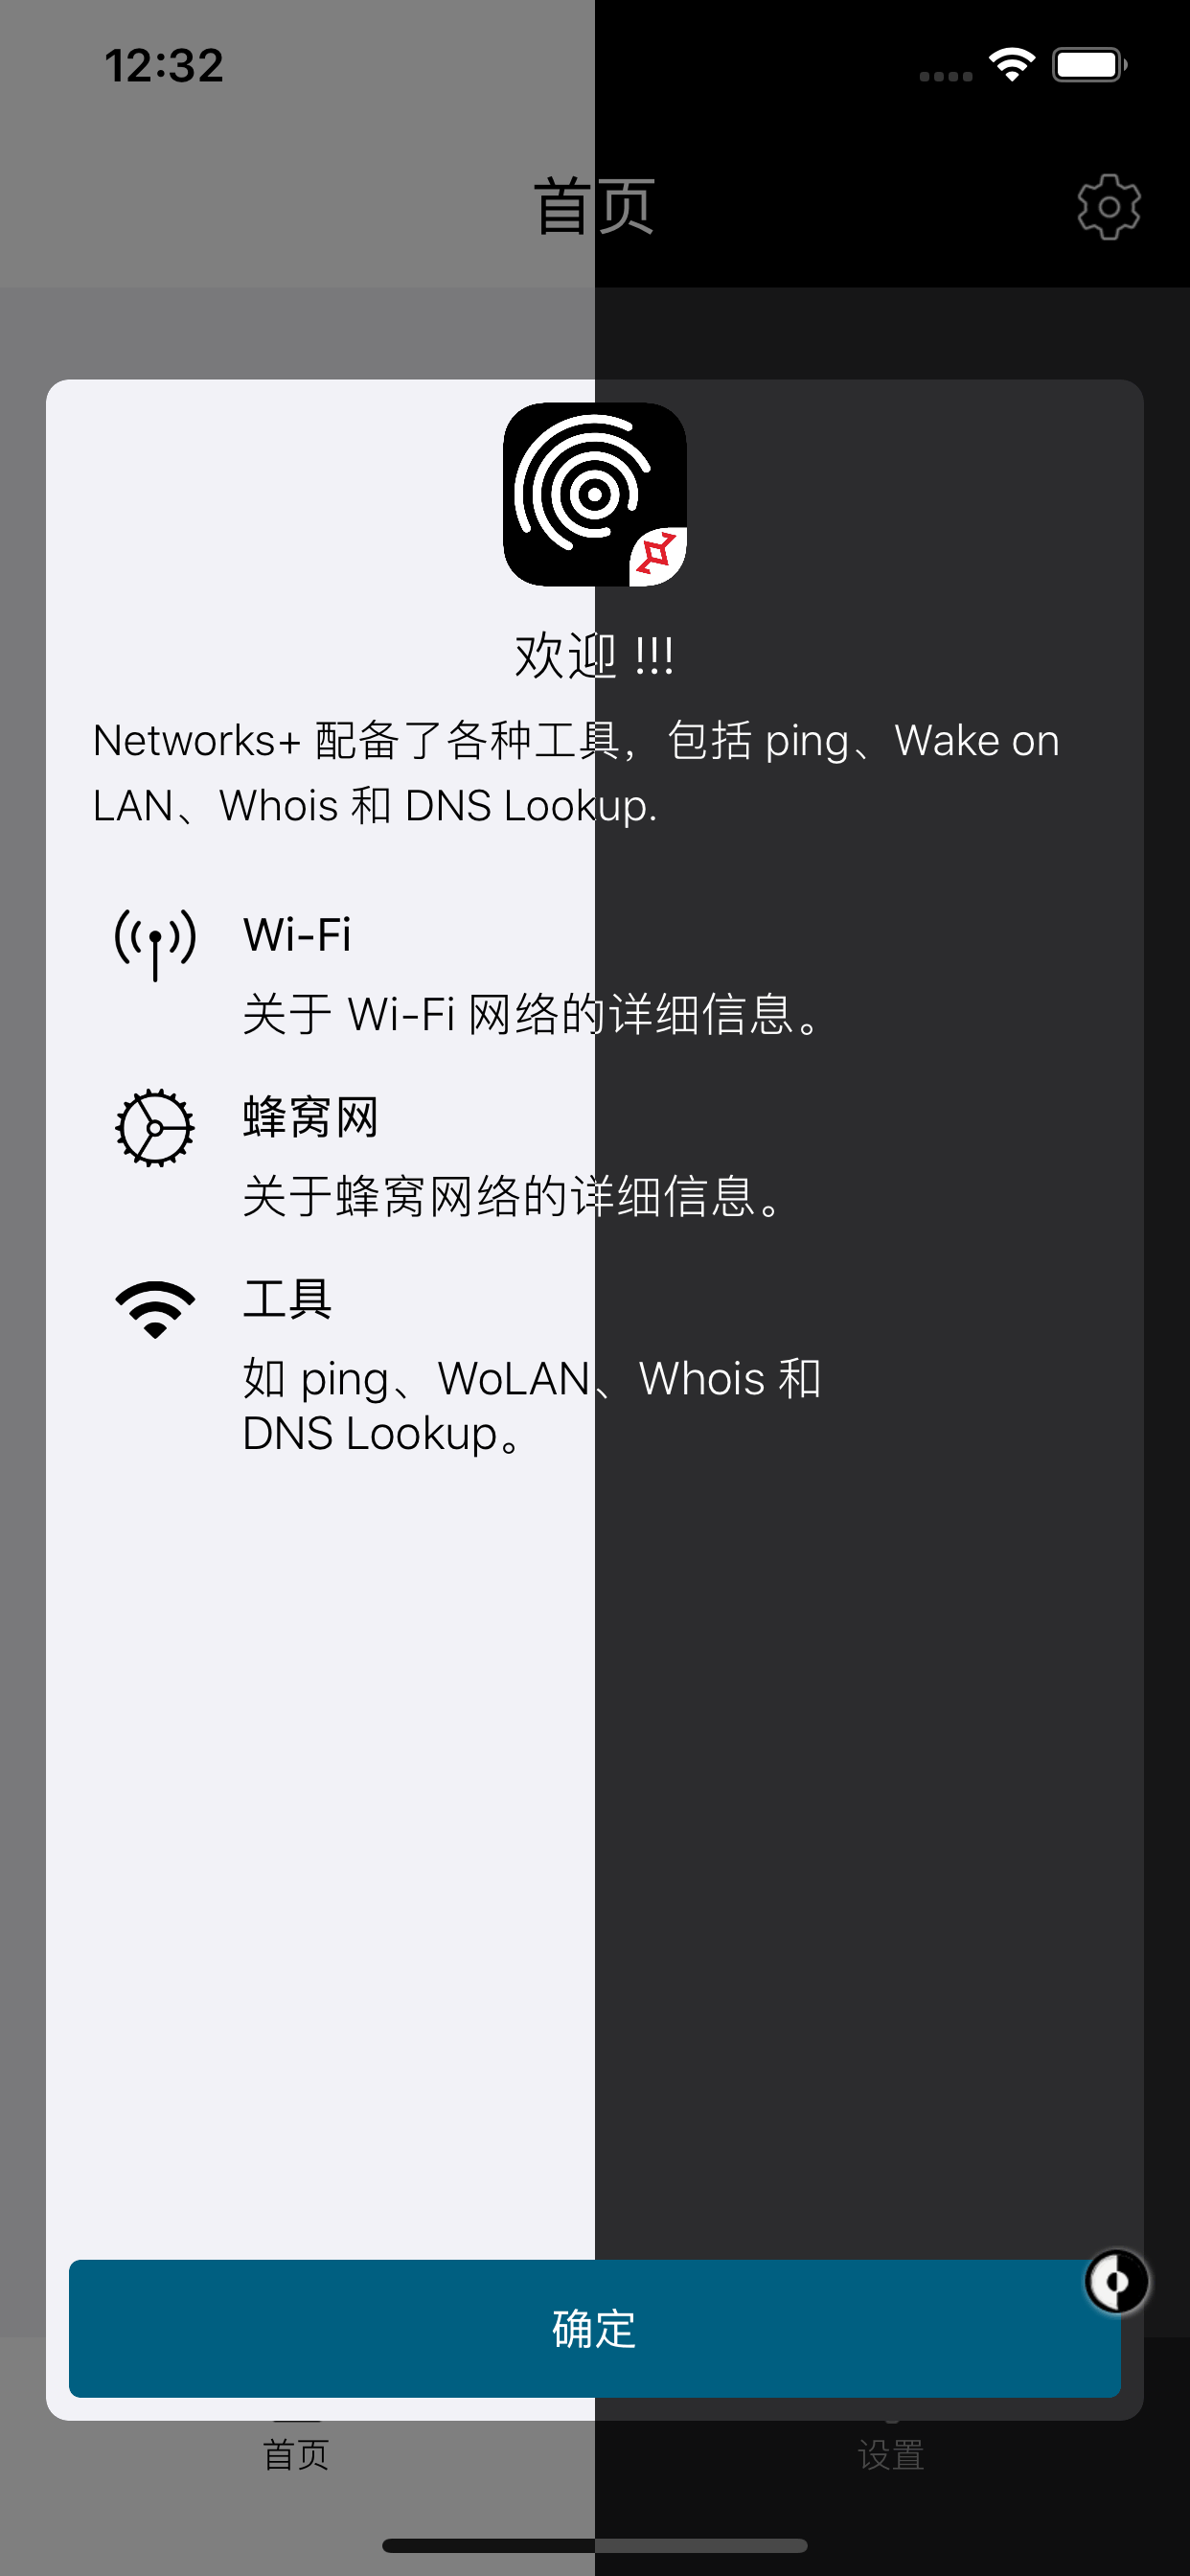 12:32
首页
欢迎 !!!
Networks+ 配备了各种工具，包括 ping、Wake on
LAN、Whois 和 DNS Lookup.
Wi-Fi
关于 Wi-Fi 网络的详细信息。
蜂窝网
关于蜂窝网络的详细信息。
工具
如 ping、WoLAN、Whois 和
DNS Lookup。
确定
首页
设置